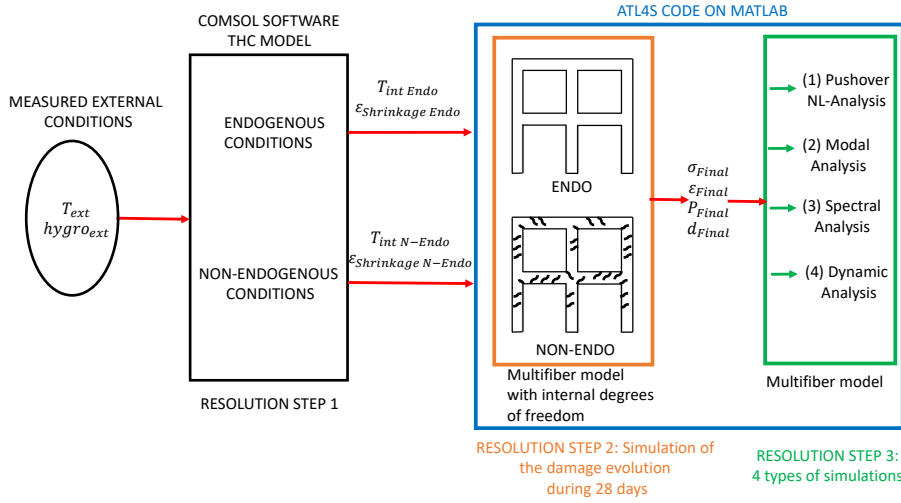 MEASURED EXTERNAL
CONDITIONS
T_ext
hygro_ext
COMSOL SOFTWARE
THC MODEL
ENDOGENOUS
CONDITIONS
NON-ENDOGENOUS
CONDITIONS
RESOLUTION STEP 1
T_int Endo
ε_Shrinkage Endo
T_int N−Endo
ε_Shrinkage N−Endo
ATL4S CODE ON MATLAB
ENDO
NON-ENDO
Multifiber model
with internal degrees
of freedom
RESOLUTION STEP 2: Simulation of
the damage evolution
during 28 days
σ_Final
ε_Final
P_Final
d_Final
(1) Pushover
NL-Analysis
(2) Modal
Analysis
(3) Spectral
Analysis
(4) Dynamic
Analysis
Multifiber model
RESOLUTION STEP 3:
4 types of simulations